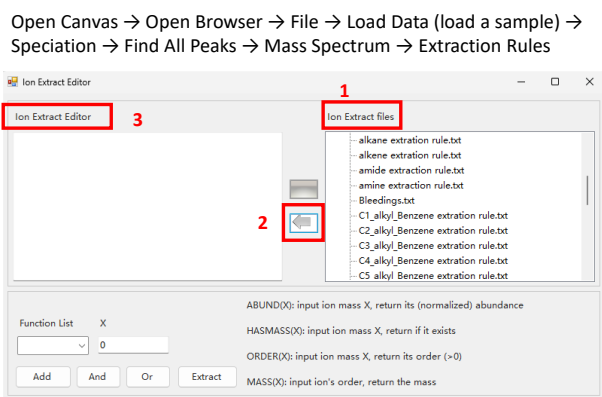 Open Canvas → Open Browser → File → Load Data (load a sample) →
Speciation → Find All Peaks → Mass Spectrum → Extraction Rules
Ion Extract Editor
1
Ion Extract Editor
3
Ion Extract files
alkane extration rule.txt
alkene extration rule.txt
amide extraction rule.txt
amine extraction rule.txt
Bleedings.txt
C1_alkyl_Benzene extration rule.txt
C2_alkyl_Benzene extration rule.txt
C3_alkyl_Benzene extration rule.txt
C4_alkyl_Benzene extration rule.txt
C5 alkyl Benzene extration rule.txt
2
Function List
X
0
Add
And
Or
Extract
ABUND(X): input ion mass X, return its (normalized) abundance
HASMASS(X): input ion mass X, return if it exists
ORDER(X): input ion mass X, return its order (>0)
MASS(X): input ion's order, return the mass